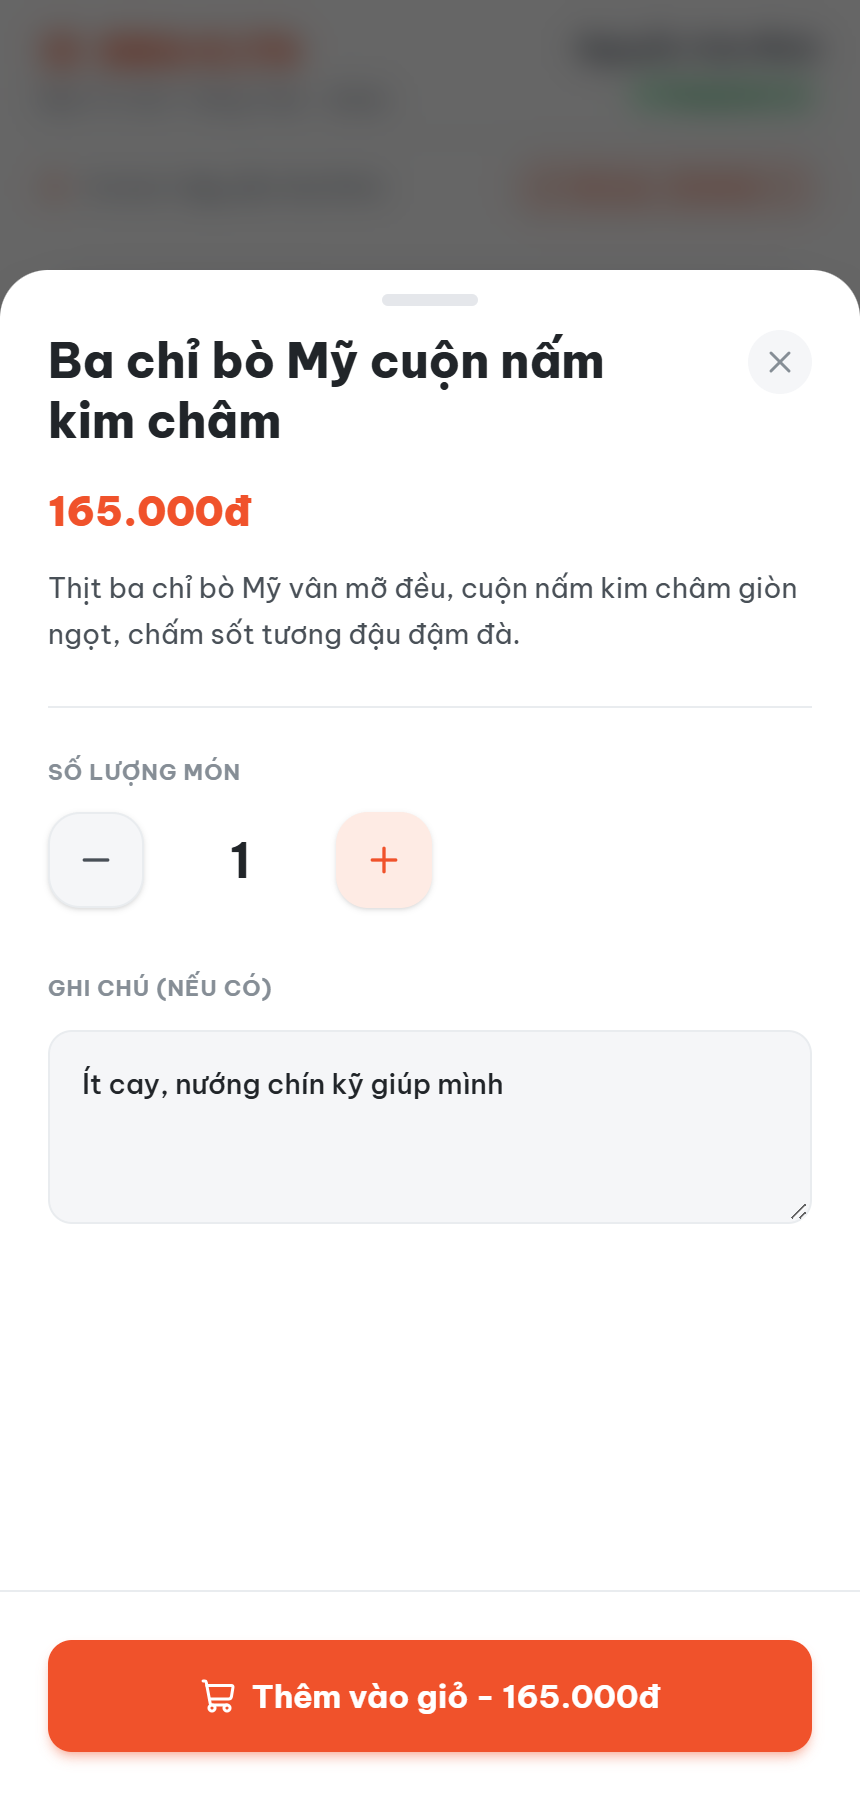 Ba chỉ bò Mỹ cuộn nấm
kim châm
165.000đ
Thịt ba chỉ bò Mỹ vân mỡ đều, cuộn nấm kim châm giòn
ngọt, chấm sốt tương đậu đậm đà.
SỐ LƯỢNG MÓN
1
GHI CHÚ (NẾU CÓ)
Ít cay, nướng chín kỹ giúp mình
Thêm vào giỏ - 165.000đ